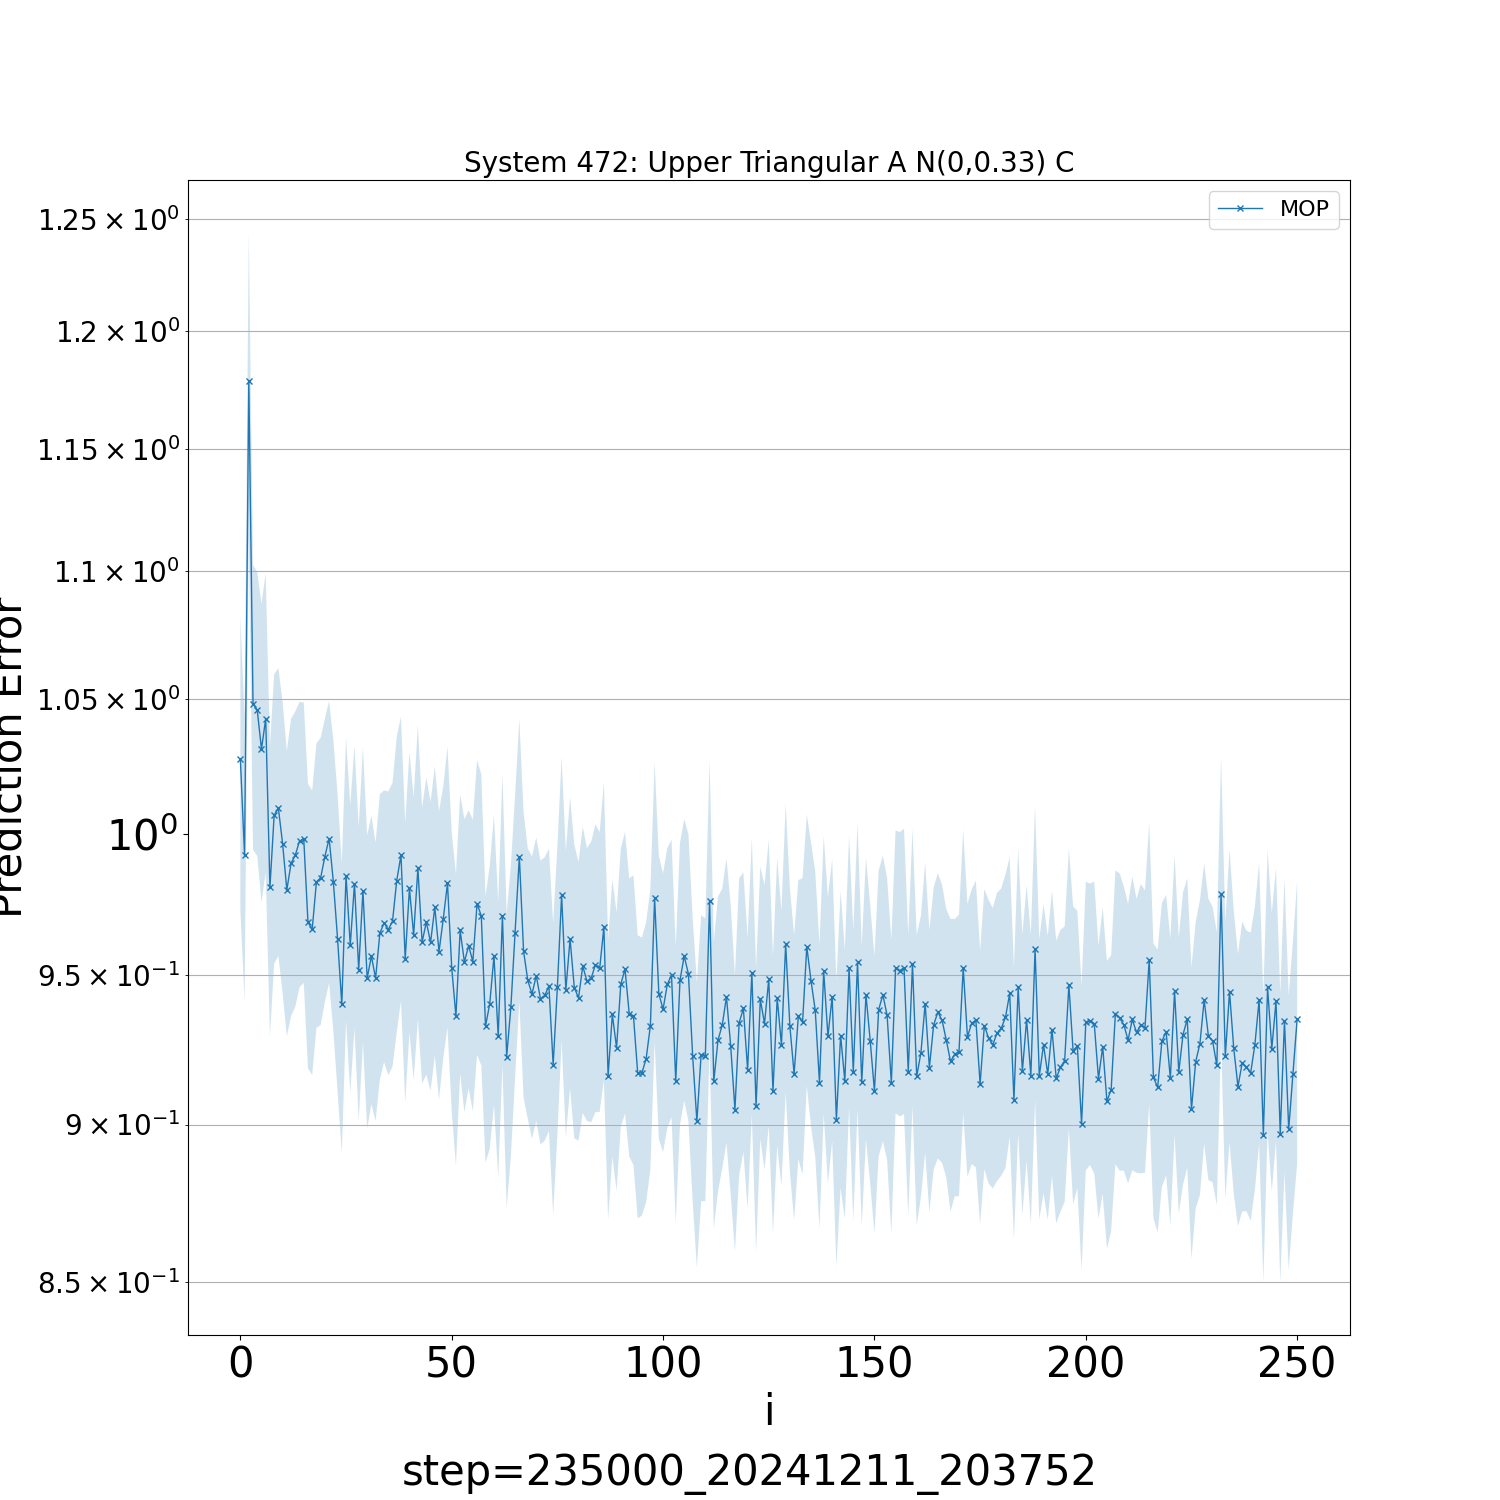 System 472: Upper Triangular A N(0,0.33) C
MOP
1.25 × 10⁰
1.2 × 10⁰
1.15 × 10⁰
1.1 × 10⁰
1.05 × 10⁰
10⁰
9.5 × 10⁻¹
9 × 10⁻¹
8.5 × 10⁻¹
Prediction Error
0 50 100 150 200 250
i
step=235000_20241211_203752